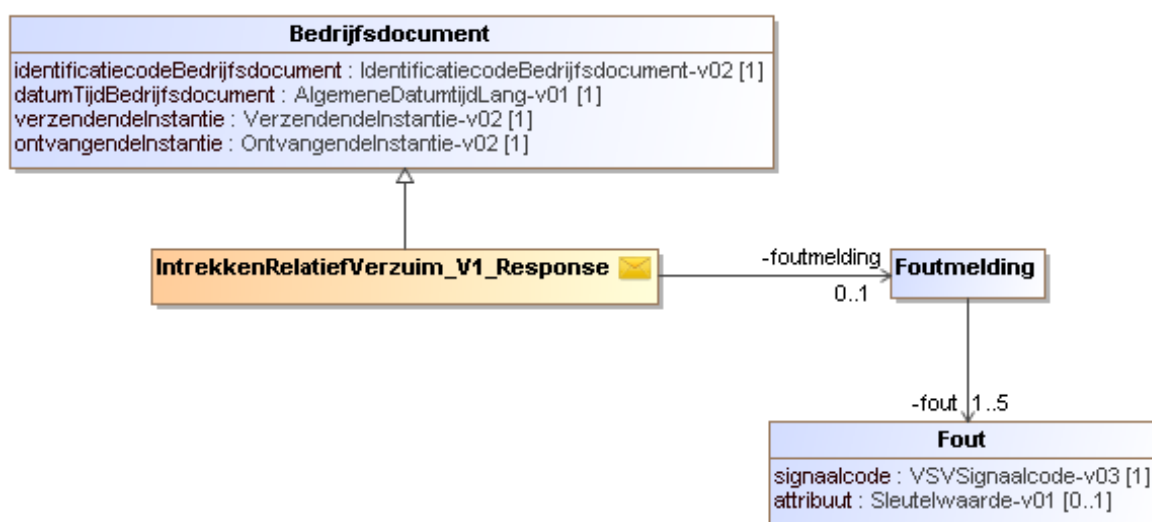 Bedrijfsdocument
identificatiecodeBedrijfsdocument : IdentificatiecodeBedrijfsdocument-v02 [1]
datumTijdBedrijfsdocument : AlgemeneDatumtijdLang-v01 [1]
verzendendeInstantie : VerzendendeInstantie-v02 [1]
ontvangendeInstantie : OntvangendeInstantie-v02 [1]
IntrekkenRelatiefVerzuim_V1_Response
-foutmelding
0..1
Foutmelding
-fout 1..5
Fout
signaalcode : VSVSignaalcode-v03 [1]
attribuut : Sleutelwaarde-v01 [0..1]